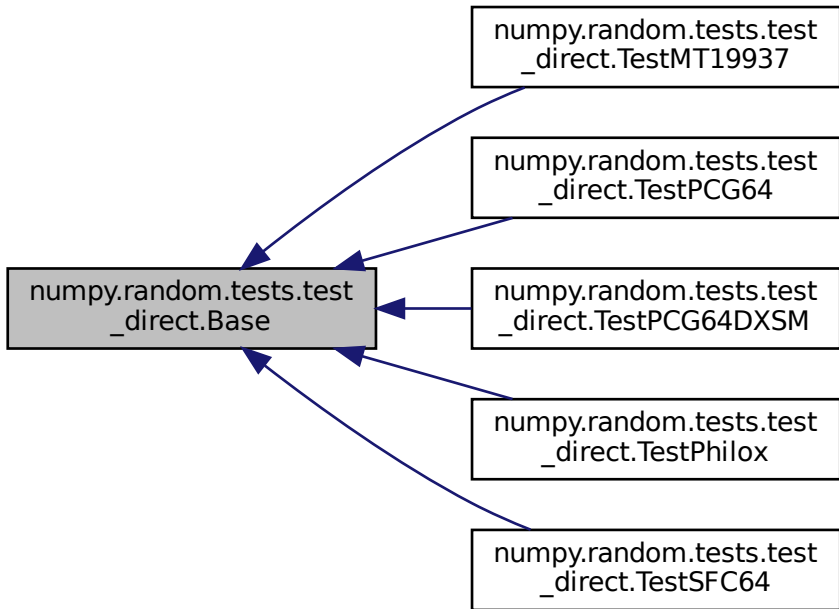 numpy.random.tests.test
_direct.TestMT19937
numpy.random.tests.test
_direct.TestPCG64
numpy.random.tests.test
_direct.Base
numpy.random.tests.test
_direct.TestPCG64DXSM
numpy.random.tests.test
_direct.TestPhilox
numpy.random.tests.test
_direct.TestSFC64